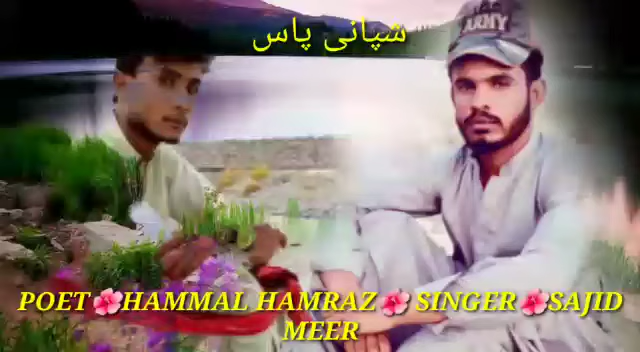 شپانی پاس
ARMY
POET🌺HAMMAL HAMRAZ🌺 SINGER🌺SAJID
MEER